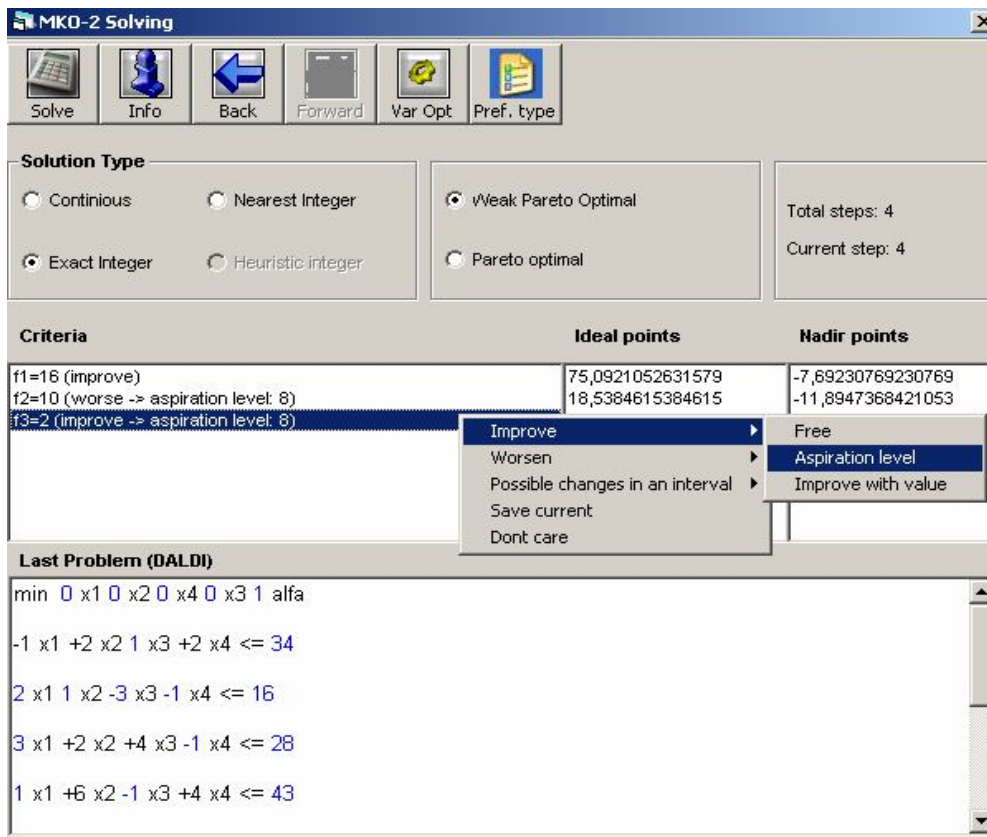 MKO-2 Solving
Solve Info Back Forward Var Opt Pref. type
Solution Type
Continious Nearest Integer
Exact Integer Heuristic integer
Weak Pareto Optimal
Pareto optimal
Total steps: 4
Current step: 4
Criteria Ideal points Nadir points
f1=16 (improve) 75,0921052631579 -7,69230769230769
f2=10 (worse -> aspiration level: 8) 18,5384615384615 -11,8947368421053
f3=2 (improve -> aspiration level: 8)
Improve
Worsen
Possible changes in an interval
Save current
Dont care
Free
Aspiration level
Improve with value
Last Problem (DALDI)
min 0 x1 0 x2 0 x4 0 x3 1 alfa
-1 x1 +2 x2 1 x3 +2 x4 <= 34
2 x1 1 x2 -3 x3 -1 x4 <= 16
3 x1 +2 x2 +4 x3 -1 x4 <= 28
1 x1 +6 x2 -1 x3 +4 x4 <= 43